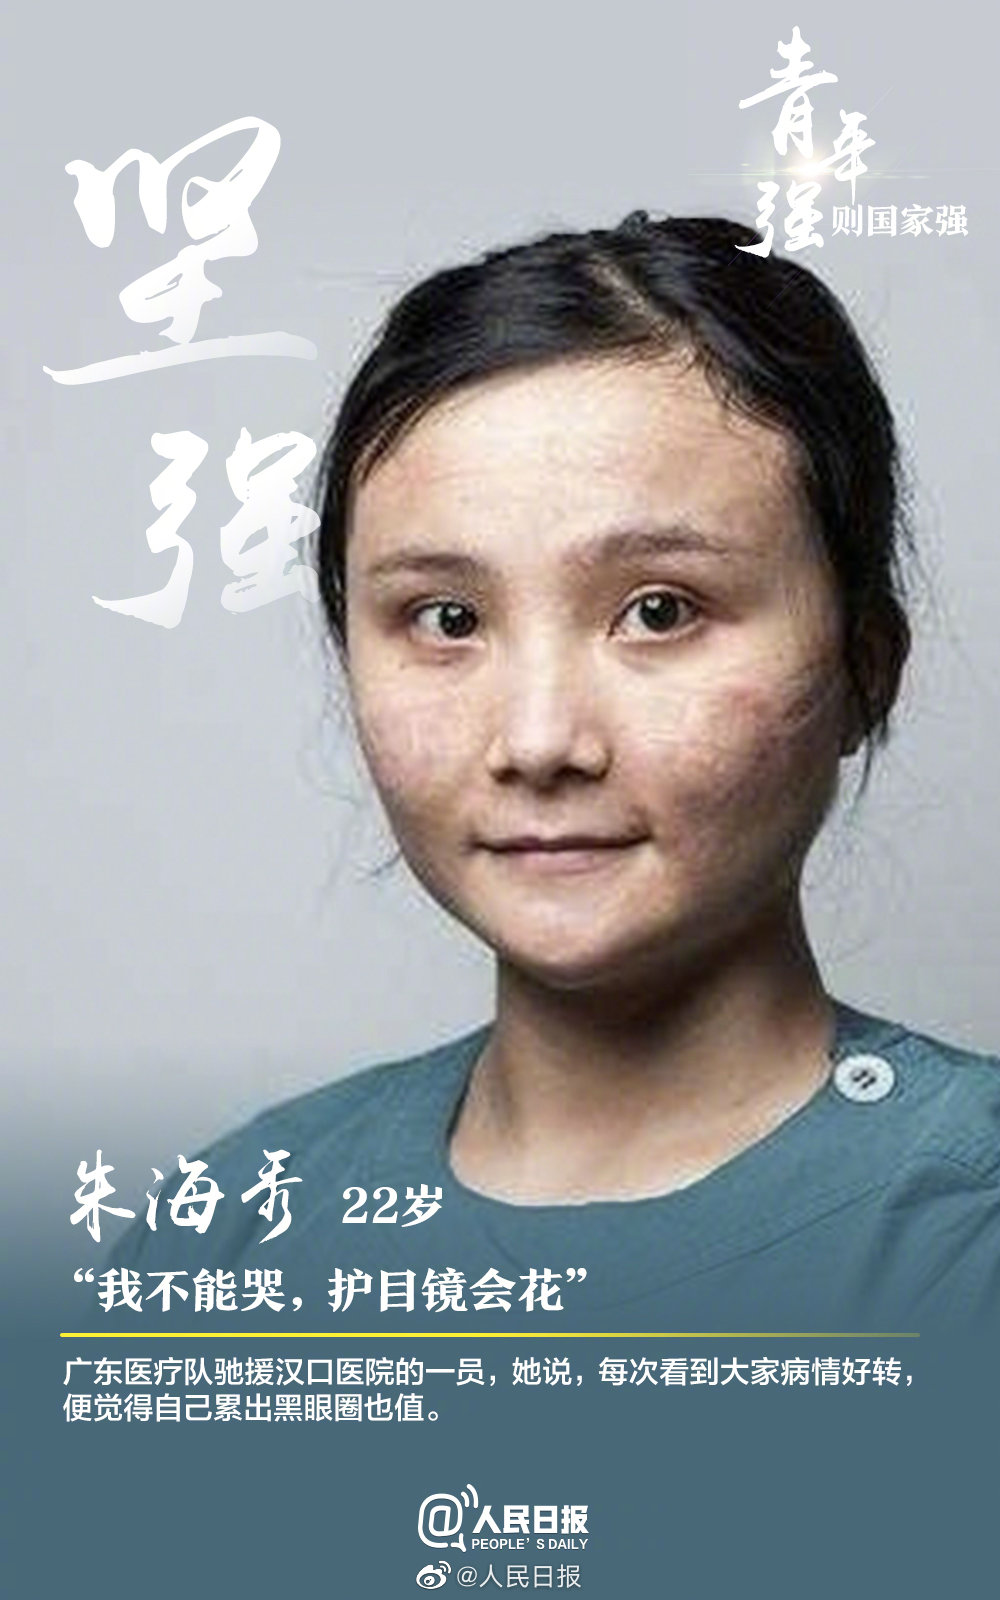 青年强则国家强
坚强
朱海秀 22岁
“我不能哭，护目镜会花”
广东医疗队驰援汉口医院的一员，她说，每次看到大家病情好转，
便觉得自己累出黑眼圈也值。
@人民日报
PEOPLE'S DAILY
@人民日报